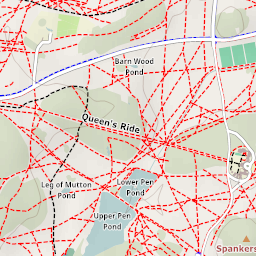 Barn Wood
Pond
Queen's Ride
Leg of Mutton
Pond
Lower Pen
Pond
Upper Pen
Pond
Spankers